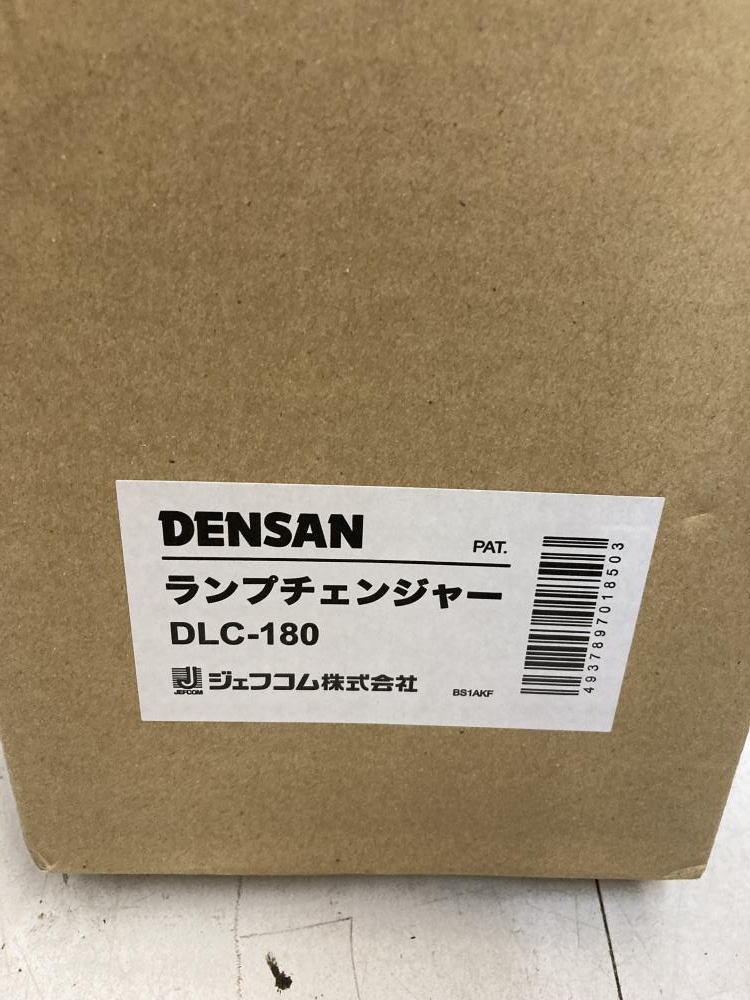 DENSAN
PAT.
ランプチェンジャー
DLC-180
JEFCOM
ジェフコム株式会社
BS1AKF
4937897018503